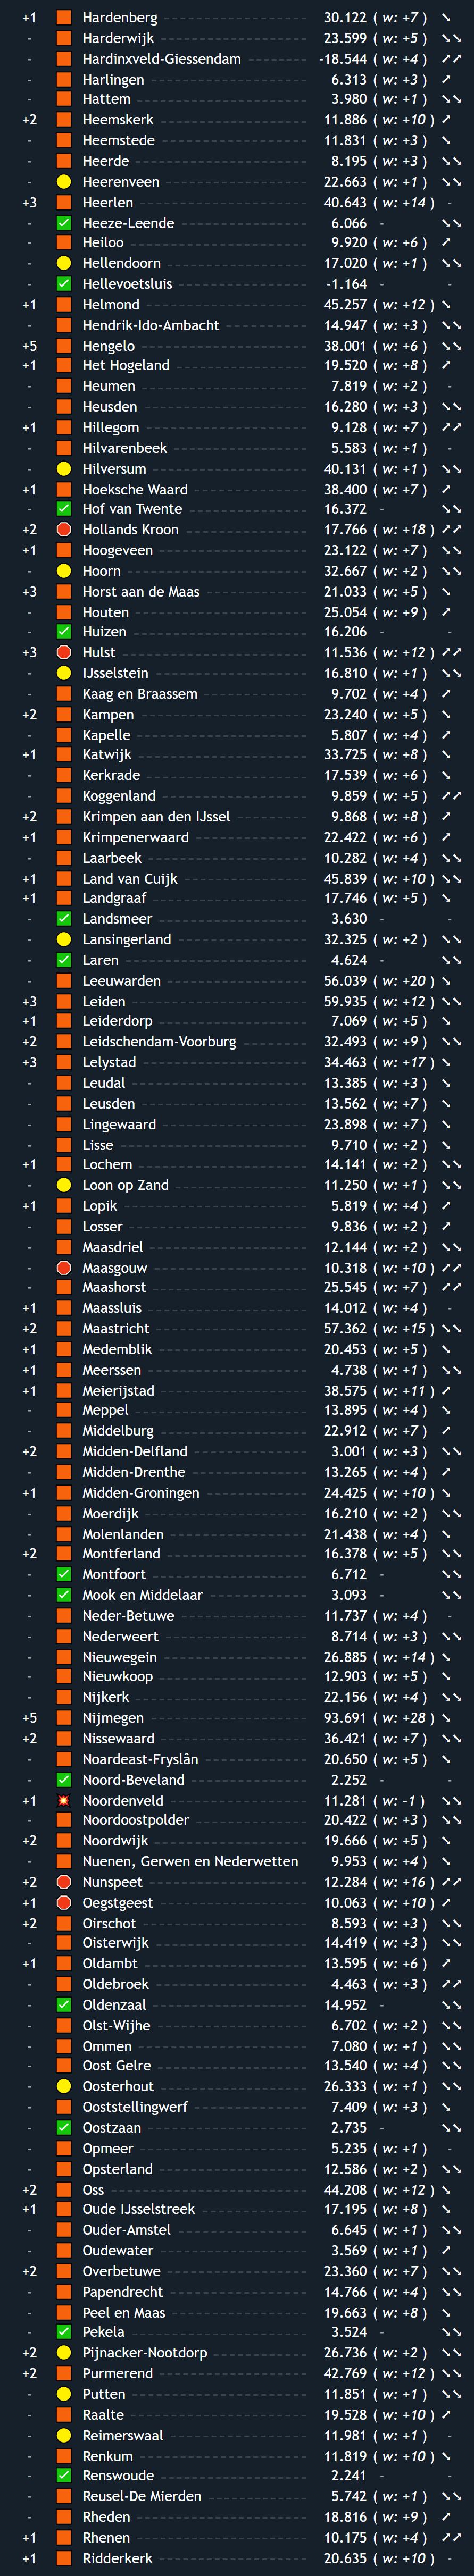 +1 Hardenberg 30.122 ( w: +7 ) ↘
- Harderwijk 23.599 ( w: +5 ) ↘↘
- Hardinxveld-Giessendam -18.544 ( w: +4 ) ↗↗
- Harlingen 6.313 ( w: +3 ) ↗
- Hattem 3.980 ( w: +1 ) ↘↘
+2 Heemskerk 11.886 ( w: +10 ) ↗
- Heemstede 11.831 ( w: +3 ) ↘
- Heerde 8.195 ( w: +3 ) ↘↘
- Heerenveen 22.663 ( w: +1 ) ↘↘
+3 Heerlen 40.643 ( w: +14 ) -
- Heeze-Leende 6.066 - ↘↘
- Heiloo 9.920 ( w: +6 ) ↗
- Hellendoorn 17.020 ( w: +1 ) ↘↘
- Hellevoetsluis -1.164 - -
+1 Helmond 45.257 ( w: +12 ) ↘
- Hendrik-Ido-Ambacht 14.947 ( w: +3 ) ↘↘
+5 Hengelo 38.001 ( w: +6 ) ↘↘
+1 Het Hogeland 19.520 ( w: +8 ) ↗
- Heumen 7.819 ( w: +2 ) -
- Heusden 16.280 ( w: +3 ) ↘↘
+1 Hillegom 9.128 ( w: +7 ) ↗↗
- Hilvarenbeek 5.583 ( w: +1 ) -
- Hilversum 40.131 ( w: +1 ) ↘↘
+1 Hoeksche Waard 38.400 ( w: +7 ) ↗
- Hof van Twente 16.372 - ↘↘
+2 Hollands Kroon 17.766 ( w: +18 ) ↗↗
+1 Hoogeveen 23.122 ( w: +7 ) ↘↘
- Hoorn 32.667 ( w: +2 ) ↘↘
+3 Horst aan de Maas 21.033 ( w: +5 ) ↘
- Houten 25.054 ( w: +9 ) ↗
- Huizen 16.206 - -
+3 Hulst 11.536 ( w: +12 ) ↗↗
- IJsselstein 16.810 ( w: +1 ) ↘↘
- Kaag en Braassem 9.702 ( w: +4 ) ↗
+2 Kampen 23.240 ( w: +5 ) ↘
- Kapelle 5.807 ( w: +4 ) ↗
+1 Katwijk 33.725 ( w: +8 ) ↘
- Kerkrade 17.539 ( w: +6 ) ↘
- Koggenland 9.859 ( w: +5 ) ↗↗
+2 Krimpen aan den IJssel 9.868 ( w: +8 ) ↗
+1 Krimpenerwaard 22.422 ( w: +6 ) ↗
- Laarbeek 10.282 ( w: +4 ) ↘↘
+1 Land van Cuijk 45.839 ( w: +10 ) ↘↘
+1 Landgraaf 17.746 ( w: +5 ) ↘
- Landsmeer 3.630 - -
- Lansingerland 32.325 ( w: +2 ) ↘↘
- Laren 4.624 - ↘↘
- Leeuwarden 56.039 ( w: +20 ) ↘
+3 Leiden 59.935 ( w: +12 ) ↘↘
+1 Leiderdorp 7.069 ( w: +5 ) ↘
+2 Leidschendam-Voorburg 32.493 ( w: +9 ) ↘↘
+3 Lelystad 34.463 ( w: +17 ) ↘
- Leudal 13.385 ( w: +3 ) ↘
- Leusden 13.562 ( w: +7 ) ↘
- Lingewaard 23.898 ( w: +7 ) ↘
- Lisse 9.710 ( w: +2 ) ↘
+1 Lochem 14.141 ( w: +2 ) ↘↘
- Loon op Zand 11.250 ( w: +1 ) ↘↘
+1 Lopik 5.819 ( w: +4 ) ↗
- Losser 9.836 ( w: +2 ) ↗
- Maasdriel 12.144 ( w: +2 ) ↘↘
- Maasgouw 10.318 ( w: +10 ) ↗↗
- Maashorst 25.545 ( w: +7 ) ↗↗
+1 Maassluis 14.012 ( w: +4 ) -
+2 Maastricht 57.362 ( w: +15 ) ↘↘
+1 Medemblik 20.453 ( w: +5 ) ↘
+1 Meerssen 4.738 ( w: +1 ) ↘↘
+1 Meierijstad 38.575 ( w: +11 ) ↗
- Meppel 13.895 ( w: +4 ) ↘
- Middelburg 22.912 ( w: +7 ) ↗
+2 Midden-Delfland 3.001 ( w: +3 ) ↘↘
- Midden-Drenthe 13.265 ( w: +4 ) ↗
+1 Midden-Groningen 24.425 ( w: +10 ) ↘
- Moerdijk 16.210 ( w: +2 ) ↘↘
- Molenlanden 21.438 ( w: +4 ) ↘
+2 Montferland 16.378 ( w: +5 ) ↘↘
- Montfoort 6.712 - ↘↘
- Mook en Middelaar 3.093 - ↘↘
- Neder-Betuwe 11.737 ( w: +4 ) -
- Nederweert 8.714 ( w: +3 ) ↘↘
- Nieuwegein 26.885 ( w: +14 ) ↘
- Nieuwkoop 12.903 ( w: +5 ) ↘
- Nijkerk 22.156 ( w: +4 ) ↘↘
+5 Nijmegen 93.691 ( w: +28 ) ↘
+2 Nissewaard 36.421 ( w: +7 ) ↘↘
- Noardeast-Fryslân 20.650 ( w: +5 ) ↘
- Noord-Beveland 2.252 - -
+1 Noordenveld 11.281 ( w: -1 ) ↘↘
- Noordoostpolder 20.422 ( w: +3 ) ↘↘
+2 Noordwijk 19.666 ( w: +5 ) ↘
- Nuenen, Gerwen en Nederwetten 9.953 ( w: +4 ) ↘
+2 Nunspeet 12.284 ( w: +16 ) ↗↗
+1 Oegstgeest 10.063 ( w: +10 ) ↗
+2 Oirschot 8.593 ( w: +3 ) ↘↘
- Oisterwijk 14.419 ( w: +3 ) ↘↘
+1 Oldambt 13.595 ( w: +6 ) ↗
- Oldebroek 4.463 ( w: +3 ) ↗↗
- Oldenzaal 14.952 - ↘↘
- Olst-Wijhe 6.702 ( w: +2 ) ↘↘
- Ommen 7.080 ( w: +1 ) ↘↘
- Oost Gelre 13.540 ( w: +4 ) ↘↘
- Oosterhout 26.333 ( w: +1 ) ↘↘
- Ooststellingwerf 7.409 ( w: +3 ) ↘
- Oostzaan 2.735 - ↘↘
- Opmeer 5.235 ( w: +1 ) -
- Opsterland 12.586 ( w: +2 ) ↘↘
+2 Oss 44.208 ( w: +12 ) ↘
+1 Oude IJsselstreek 17.195 ( w: +8 ) ↘
- Ouder-Amstel 6.645 ( w: +1 ) ↘↘
- Oudewater 3.569 ( w: +1 ) ↗
+2 Overbetuwe 23.360 ( w: +7 ) ↘↘
- Papendrecht 14.766 ( w: +4 ) ↘↘
- Peel en Maas 19.663 ( w: +8 ) ↘
- Pekela 3.524 - ↘↘
+2 Pijnacker-Nootdorp 26.736 ( w: +2 ) ↘↘
+2 Purmerend 42.769 ( w: +12 ) ↘↘
- Putten 11.851 ( w: +1 ) ↘↘
- Raalte 19.528 ( w: +10 ) ↗
- Reimerswaal 11.981 ( w: +1 ) -
- Renkum 11.819 ( w: +10 ) ↘
- Renswoude 2.241 - -
- Reusel-De Mierden 5.742 ( w: +1 ) ↘↘
- Rheden 18.816 ( w: +9 ) ↗
+1 Rhenen 10.175 ( w: +4 ) ↗↗
+1 Ridderkerk 20.635 ( w: +10 ) -